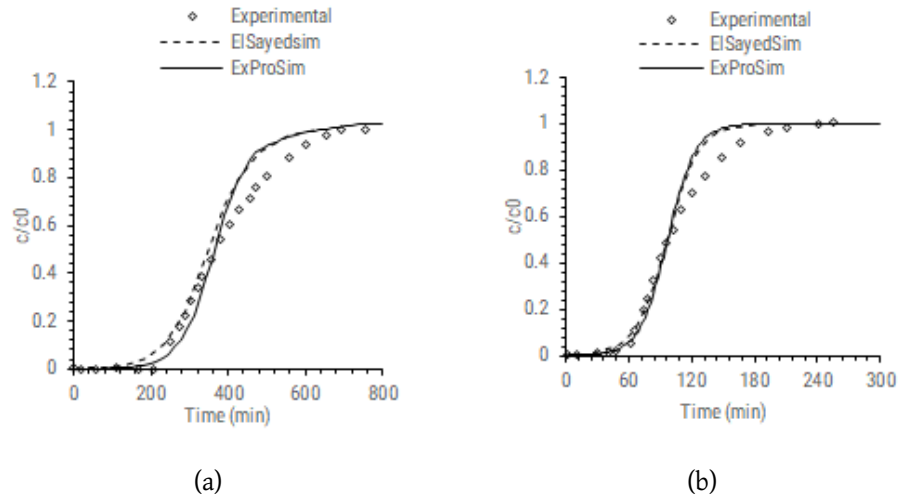 Experimental
ElSayedsim
ExProSim
1.2
1
0.8
0.6
0.4
0.2
0
c/c0
0 200 400 600 800
Time (min)
(a)
Experimental
ElSayedSim
ExProSim
1.2
1
0.8
0.6
0.4
0.2
0
c/c0
0 60 120 180 240 300
Time (min)
(b)